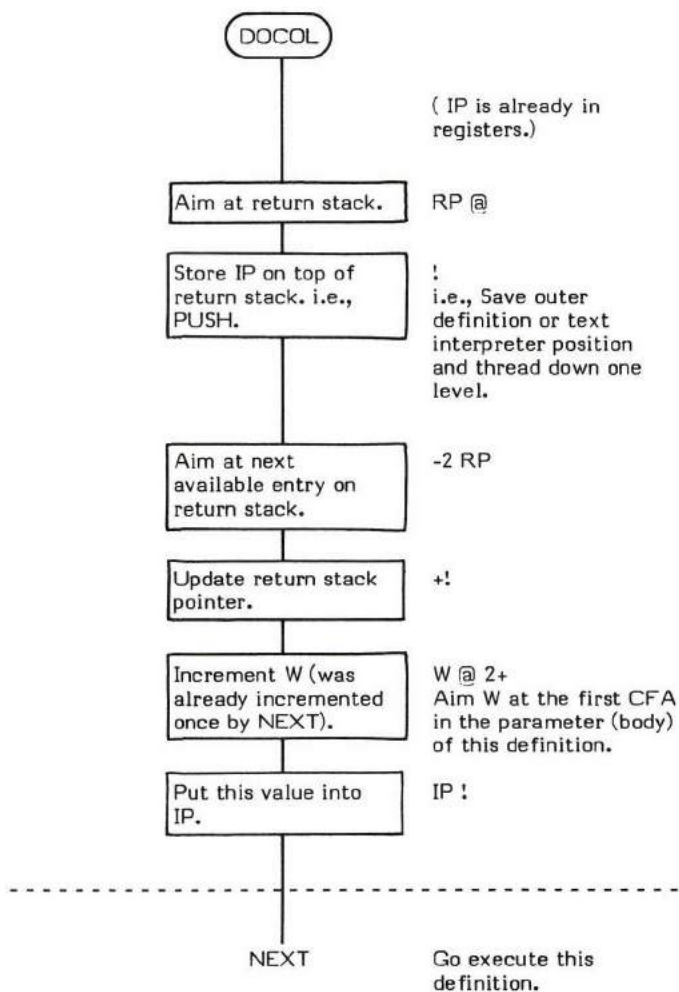 DOCOL
( IP is already in
registers.)
Aim at return stack.
RP @
Store IP on top of
return stack. i.e.,
PUSH.
!
i.e., Save outer
definition or text
interpreter position
and thread down one
level.
Aim at next
available entry on
return stack.
-2 RP
Update return stack
pointer.
+!
Increment W (was
already incremented
once by NEXT).
W @ 2+
Aim W at the first CFA
in the parameter (body)
of this definition.
Put this value into
IP.
IP !
NEXT
Go execute this
definition.